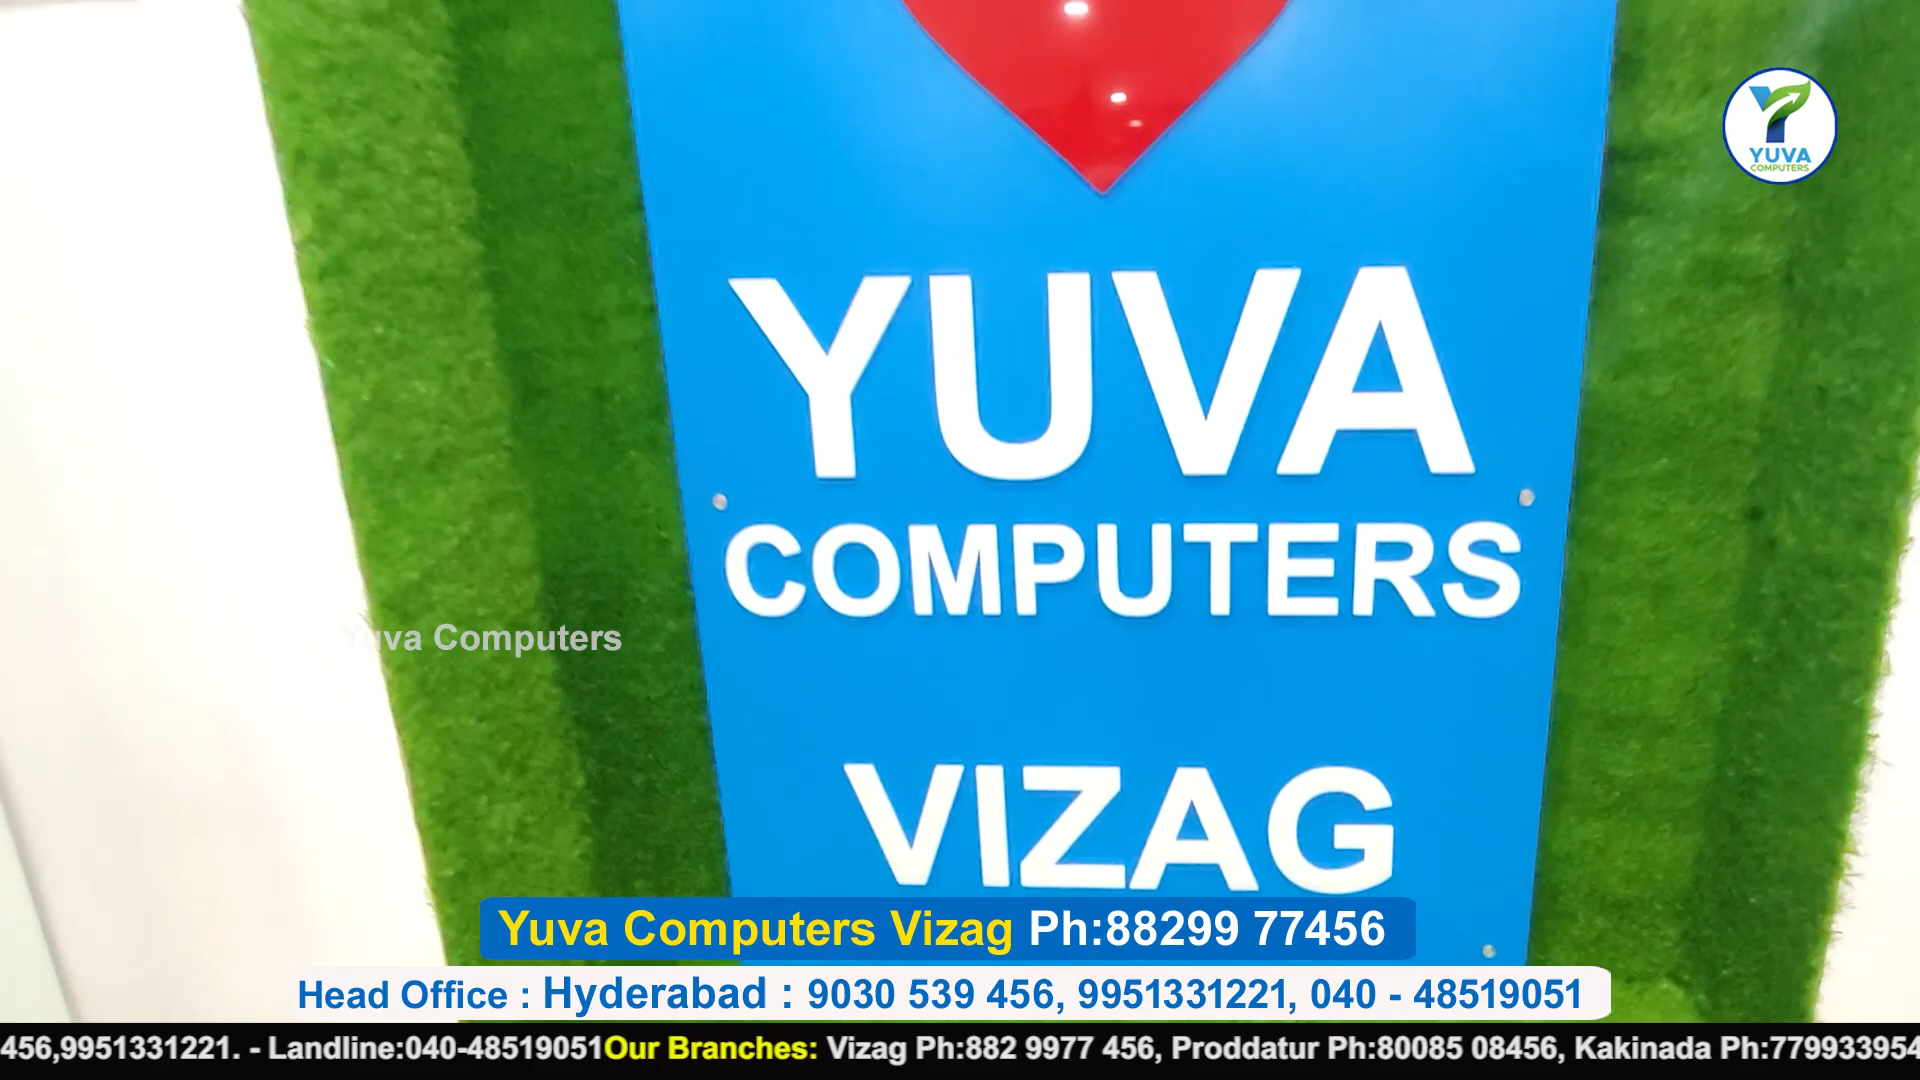 YUVA
COMPUTERS
YUVA
COMPUTERS
Yuva Computers
VIZAG
Yuva Computers Vizag Ph:88299 77456
Head Office : Hyderabad : 9030 539 456, 9951331221, 040 - 48519051
456,9951331221. - Landline:040-48519051Our Branches: Vizag Ph:882 9977 456, Proddatur Ph:80085 08456, Kakinada Ph:779933954